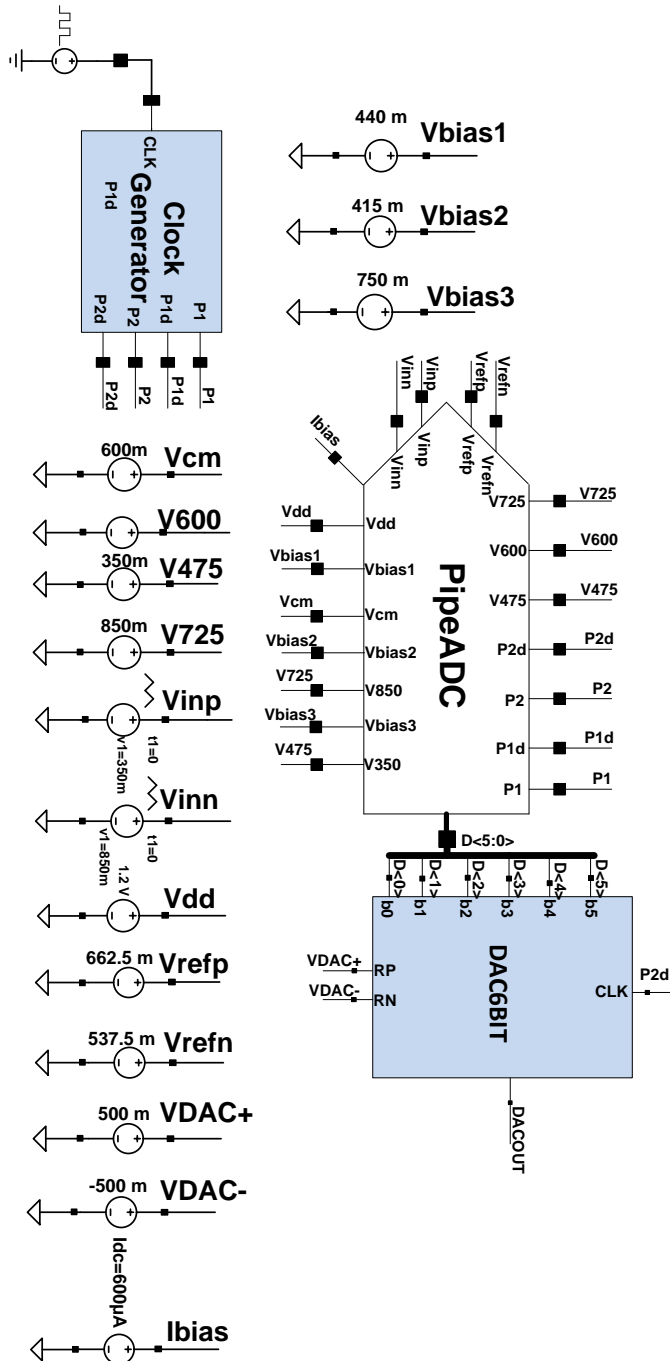 CLK
Clock
Generator
P1d
P2d
P2
P1d
P1
P2d
P2
P1d
P1
440 m
Vbias1
415 m
Vbias2
750 m
Vbias3
600m
Vcm
V600
350m
V475
850m
V725
Vinp
v1=350m
t1=0
Vinn
v1=850m
t1=0
1.2 V
Vdd
662.5 m
Vrefp
537.5 m
Vrefn
500 m
VDAC+
-500 m
VDAC-
Idc=600µA
Ibias
Ibias
Vinn
Vinp
Vrefp
Vrefn
Vinn
Vinp
Vrefp
Vrefn
PipeADC
Vdd
Vdd
Vbias1
Vbias1
Vcm
Vcm
Vbias2
Vbias2
V725
V850
Vbias3
Vbias3
V475
V350
V725
V725
V600
V600
V475
V475
P2d
P2d
P2
P2
P1d
P1d
P1
P1
D<5:0>
D<0>
D<1>
D<2>
D<3>
D<4>
D<5>
b0
b1
b2
b3
b4
b5
DAC6BIT
VDAC+
RP
VDAC-
RN
CLK
P2d
DACOUT